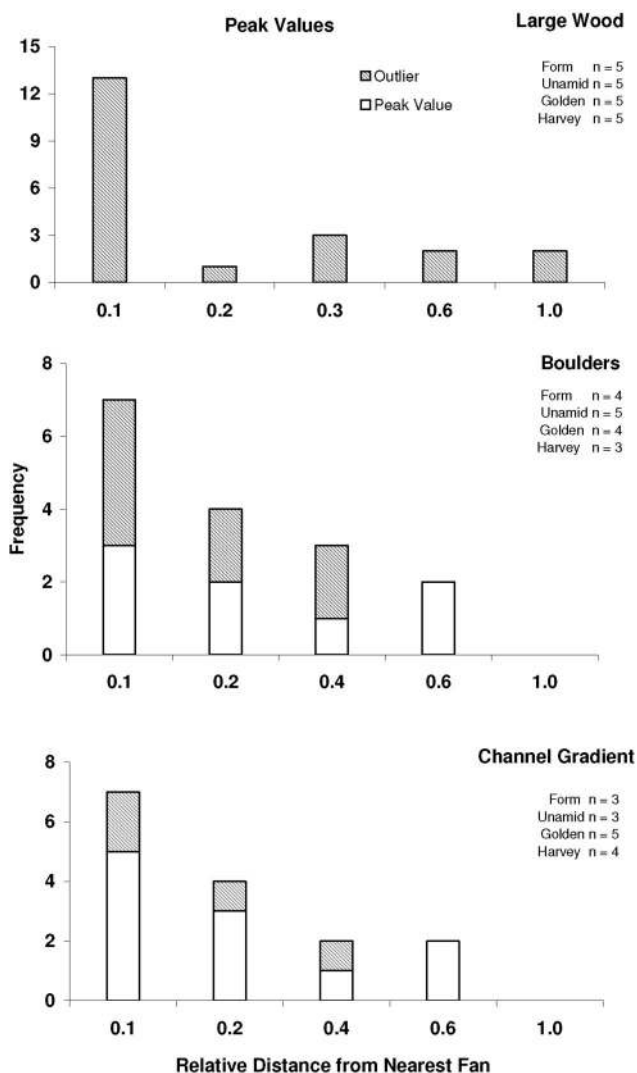 Peak Values
Large Wood
15
12
9
6
3
0
Outlier
Peak Value
Form n = 5
Unamid n = 5
Golden n = 5
Harvey n = 5
0.1 0.2 0.3 0.6 1.0
Boulders
8
6
4
2
0
Form n = 4
Unamid n = 5
Golden n = 4
Harvey n = 3
Frequency
0.1 0.2 0.4 0.6 1.0
Channel Gradient
8
6
4
2
0
Form n = 3
Unamid n = 3
Golden n = 5
Harvey n = 4
0.1 0.2 0.4 0.6 1.0
Relative Distance from Nearest Fan